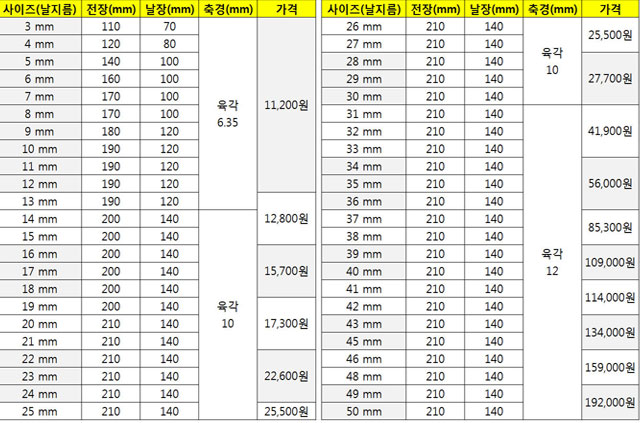 사이즈(날지름) 전장(mm) 날장(mm) 축경(mm) 가격
3 mm 110 70
4 mm 120 80
5 mm 140 100
6 mm 160 100
7 mm 170 100
육각 11,200원
8 mm 170 100
6.35
9 mm 180 120
10 mm 190 120
11 mm 190 120
12 mm 190 120
13 mm 190 120
14 mm 200 140 12,800원
15 mm 200 140
16 mm 200 140
17 mm 200 140 15,700원
18 mm 200 140
19 mm 200 140 육각
20 mm 210 140 10 17,300원
21 mm 210 140
22 mm 210 140
23 mm 210 140 22,600원
24 mm 210 140
25 mm 210 140 25,500원
사이즈(날지름) 전장(mm) 날장(mm) 축경(mm) 가격
26 mm 210 140
25,500원
27 mm 210 140
육각
28 mm 210 140
10
29 mm 210 140 27,700원
30 mm 210 140
31 mm 210 140
32 mm 210 140 41,900원
33 mm 210 140
34 mm 210 140
35 mm 210 140 56,000원
36 mm 210 140
37 mm 210 140
85,300원
38 mm 210 140
39 mm 210 140 육각
109,000원
40 mm 210 140 12
41 mm 210 140
114,000원
42 mm 210 140
43 mm 210 140
134,000원
45 mm 210 140
46 mm 210 140
159,000원
48 mm 210 140
49 mm 210 140
192,000원
50 mm 210 140